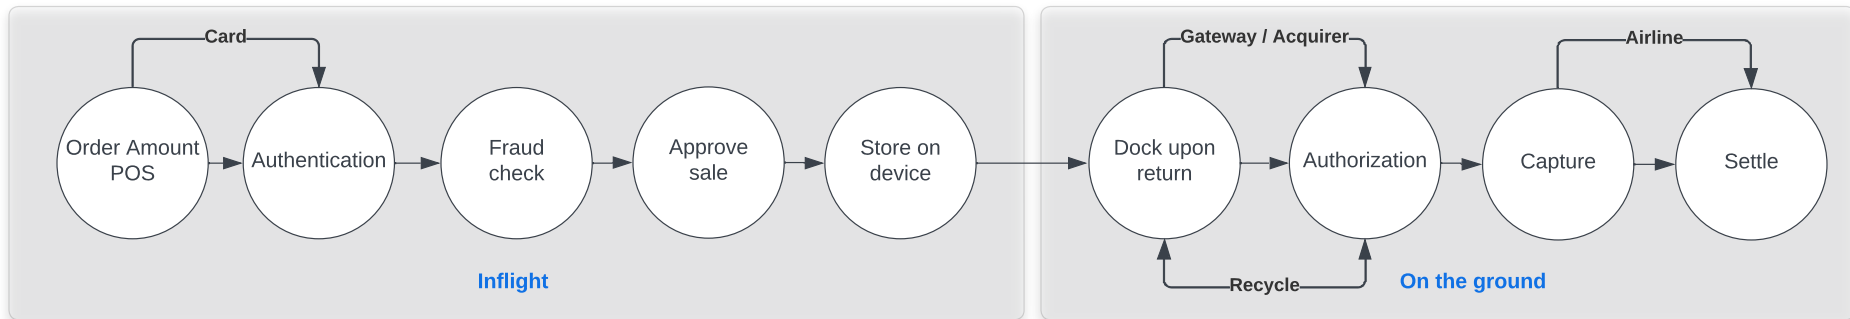 Card
Order Amount
POS
Authentication
Fraud
check
Approve
sale
Store on
device
Inflight
Gateway / Acquirer
Airline
Dock upon
return
Authorization
Capture
Settle
Recycle
On the ground